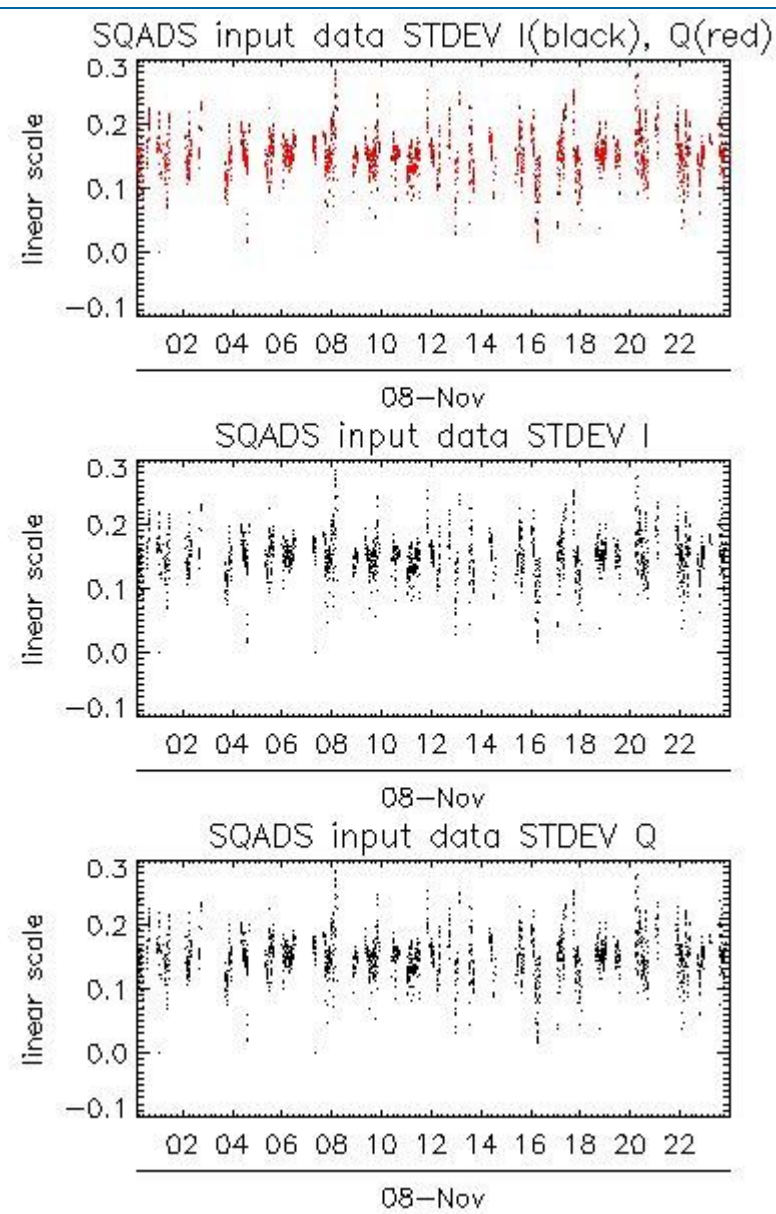 SQADS input data STDEV I(black), Q(red)
0.3
0.2
0.1
0.0
−0.1
linear scale
02 04 06 08 10 12 14 16 18 20 22
08−Nov
SQADS input data STDEV I
0.3
0.2
0.1
0.0
−0.1
linear scale
02 04 06 08 10 12 14 16 18 20 22
08−Nov
SQADS input data STDEV Q
0.3
0.2
0.1
0.0
−0.1
linear scale
02 04 06 08 10 12 14 16 18 20 22
08−Nov